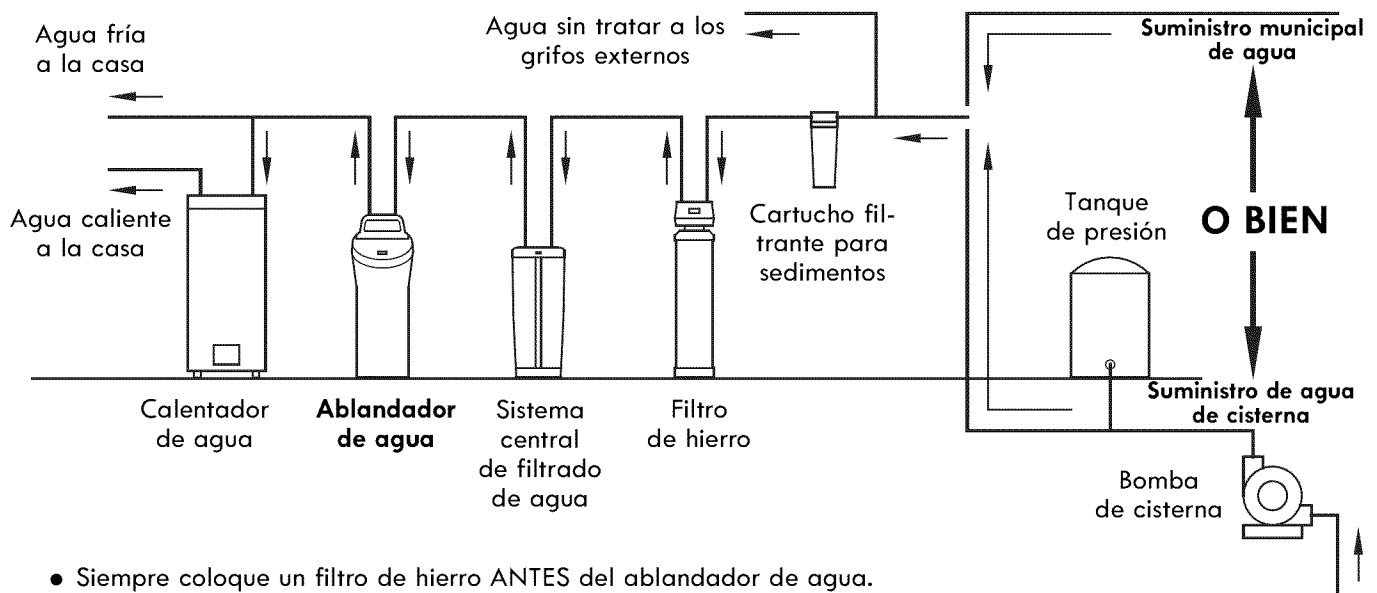 Agua fría
a la casa
Agua sin tratar a los
grifos externos
Suministro municipal
de agua
Agua caliente
a la casa
Cartucho fil-
trante para
sedimentos
Tanque
de presión
O BIEN
Calentador
de agua
Ablandador
de agua
Sistema
central
de filtrado
de agua
Filtro
de hierro
Suministro de agua
de cisterna
Bomba
de cisterna
● Siempre coloque un filtro de hierro ANTES del ablandador de agua.